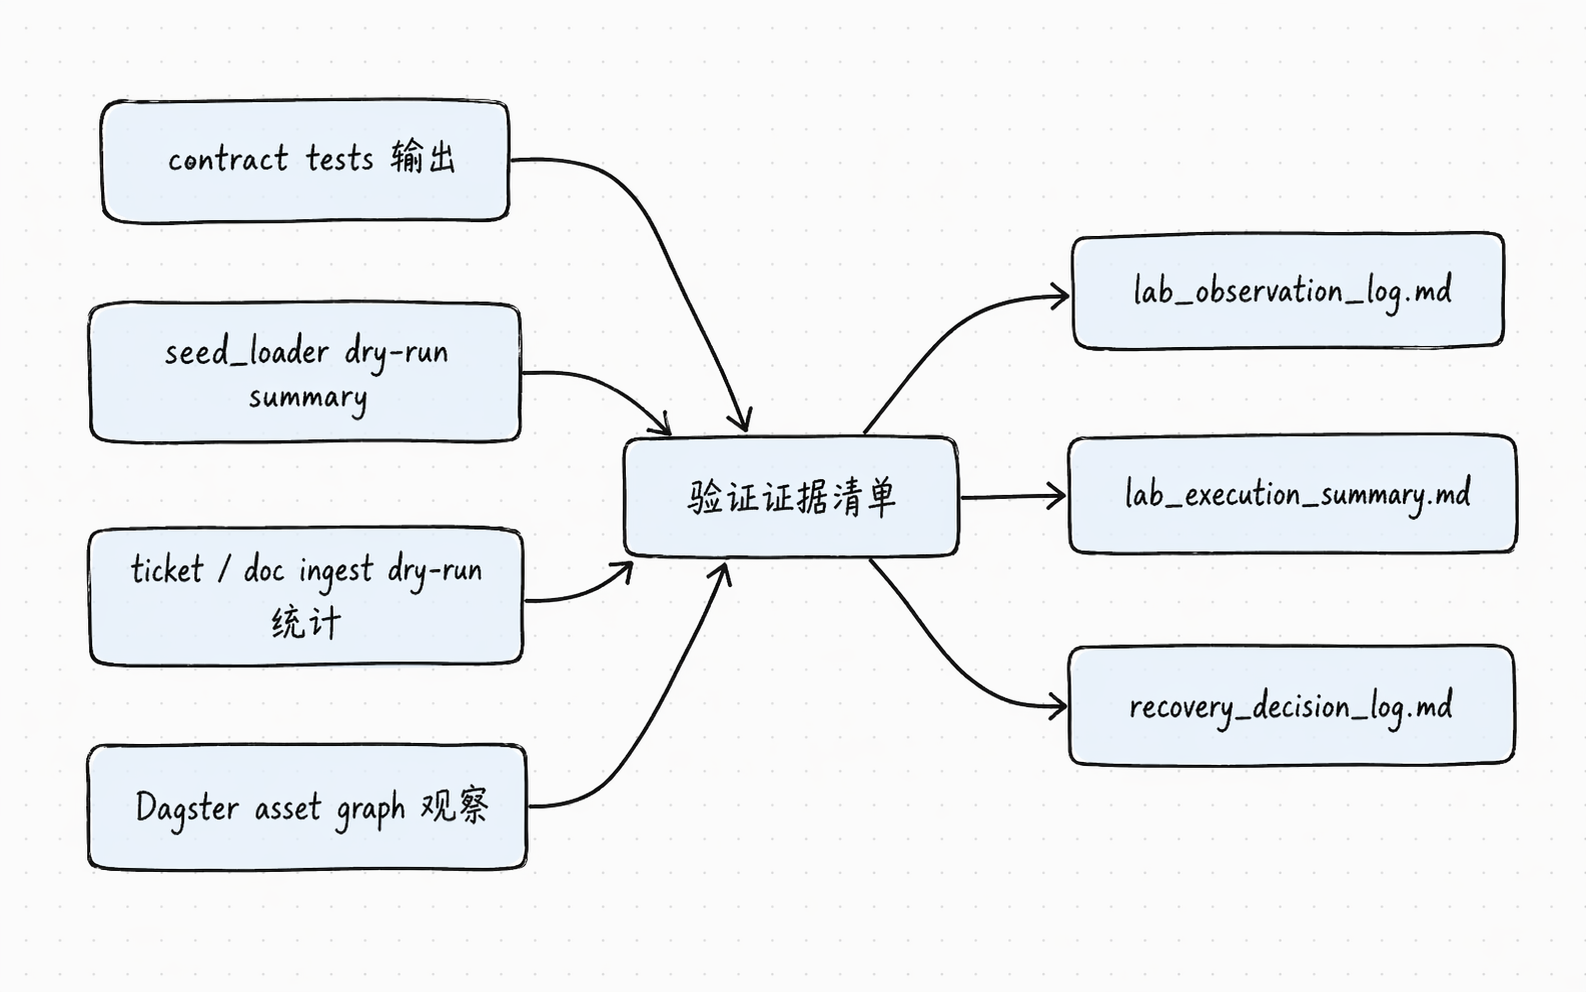 contract tests 输出
seed_loader dry-run
summary
ticket / doc ingest dry-run
统计
Dagster asset graph 观察
验证证据清单
lab_observation_log.md
lab_execution_summary.md
recovery_decision_log.md